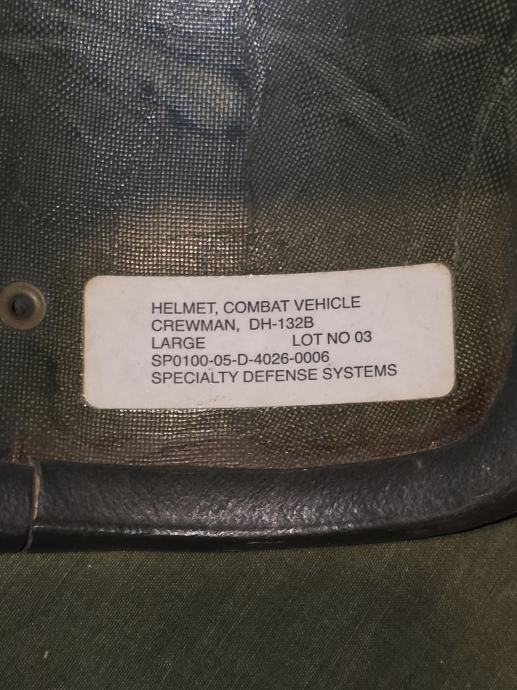 HELMET, COMBAT VEHICLE
CREWMAN, DH-132B
LARGE LOT NO 03
SP0100-05-D-4026-0006
SPECIALTY DEFENSE SYSTEMS